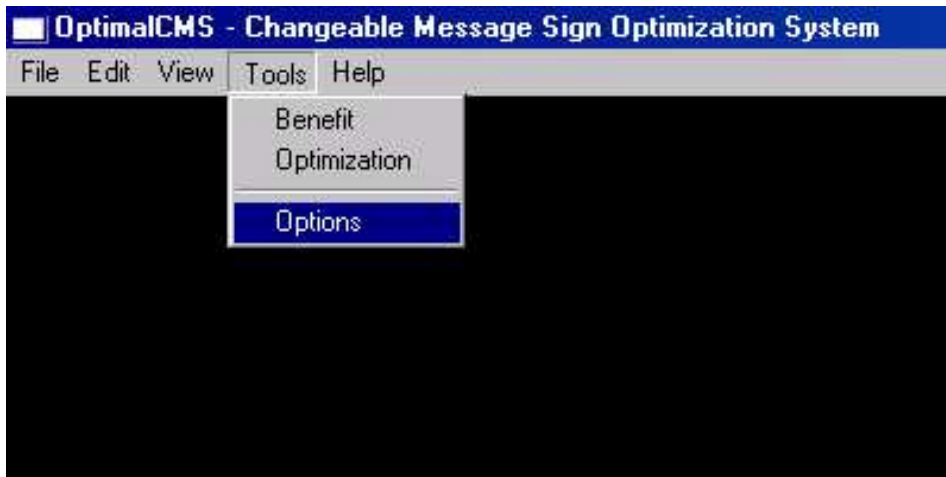 OptimalCMS - Changeable Message Sign Optimization System
File Edit View Tools Help
Benefit
Optimization
Options